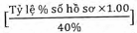 [Tỷ lệ % số hồ sơ×1.00
40%]